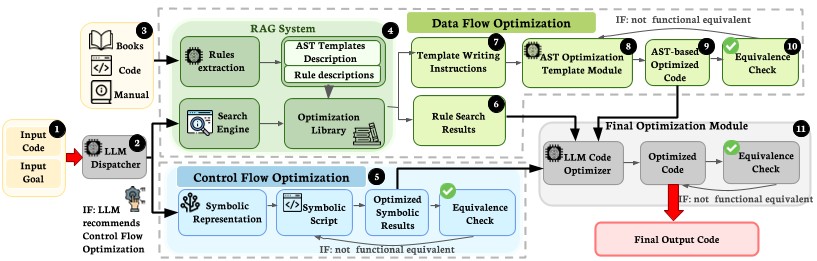 3
Books
Code
Manual
1
Input
Code
Input
Goal
2
LLM
Dispatcher
IF: LLM
recommends
Control Flow
Optimization
RAG System
4
Rules
extraction
AST Templates
Description
Rule descriptions
Search
Engine
Optimization
Library
Data Flow Optimization
IF: not functional equivalent
7
Template Writing
Instructions
8
AST Optimization
Template Module
9
AST-based
Optimized
Code
10
Equivalence
Check
6
Rule Search
Results
Control Flow Optimization
5
Symbolic
Representation
Symbolic
Script
Optimized
Symbolic
Results
Equivalence
Check
IF: not functional equivalent
Final Optimization Module
11
LLM Code
Optimizer
Optimized
Code
Equivalence
Check
IF: not functional equivalent
Final Output Code